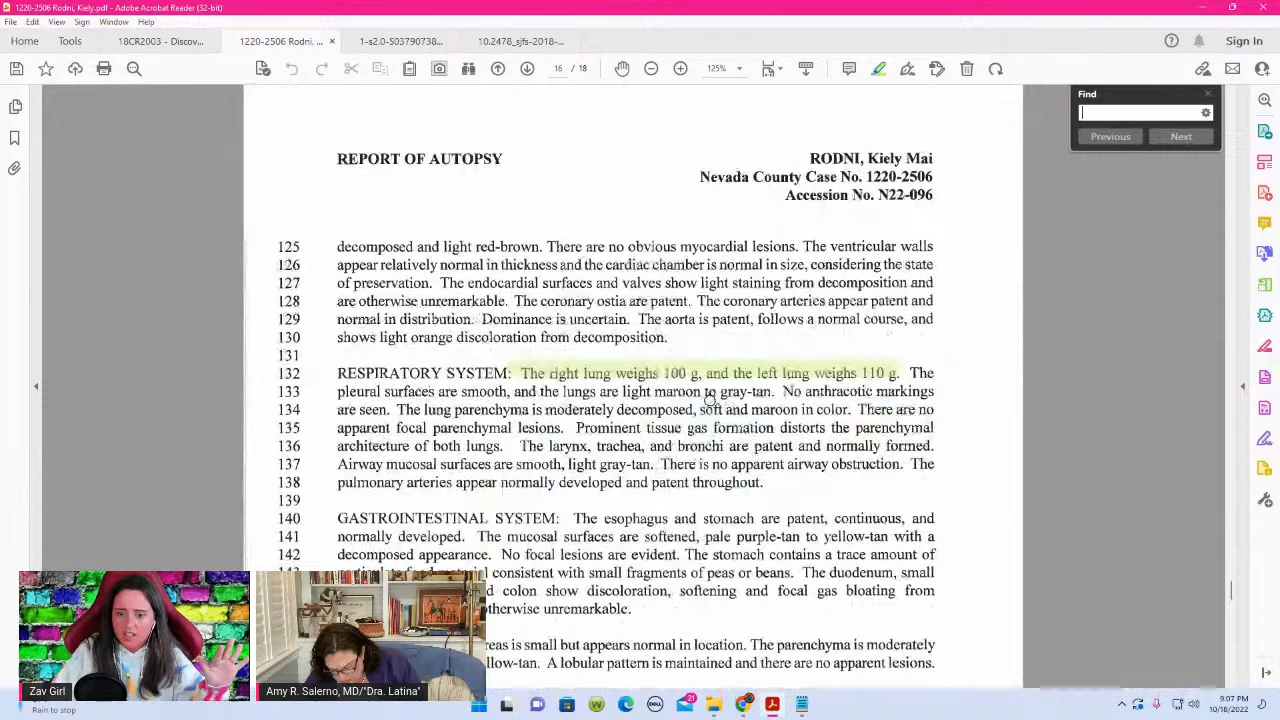 1220-2506 Rodni, Kiely.pdf - Adobe Acrobat Reader (32-bit)
File Edit View Sign Window Help
Home Tools 18CR2003 - Discov... 1220-2506 Rodni, ... × 1-s2.0-S03790738... 10.2478_sjfs-2018-... Sign In
16 / 18 125%
Find
Previous Next
REPORT OF AUTOPSY
RODNI, Kiely Mai
Nevada County Case No. 1220-2506
Accession No. N22-096
125 decomposed and light red-brown. There are no obvious myocardial lesions. The ventricular walls
126 appear relatively normal in thickness and the cardiac chamber is normal in size, considering the state
127 of preservation. The endocardial surfaces and valves show light staining from decomposition and
128 are otherwise unremarkable. The coronary ostia are patent. The coronary arteries appear patent and
129 normal in distribution. Dominance is uncertain. The aorta is patent, follows a normal course, and
130 shows light orange discoloration from decomposition.
131
132 RESPIRATORY SYSTEM: The right lung weighs 100 g, and the left lung weighs 110 g. The
133 pleural surfaces are smooth, and the lungs are light maroon to gray-tan. No anthracotic markings
134 are seen. The lung parenchyma is moderately decomposed, soft and maroon in color. There are no
135 apparent focal parenchymal lesions. Prominent tissue gas formation distorts the parenchymal
136 architecture of both lungs. The larynx, trachea, and bronchi are patent and normally formed.
137 Airway mucosal surfaces are smooth, light gray-tan. There is no apparent airway obstruction. The
138 pulmonary arteries appear normally developed and patent throughout.
139
140 GASTROINTESTINAL SYSTEM: The esophagus and stomach are patent, continuous, and
141 normally developed. The mucosal surfaces are softened, pale purple-tan to yellow-tan with a
142 decomposed appearance. No focal lesions are evident. The stomach contains a trace amount of
consistent with small fragments of peas or beans. The duodenum, small
colon show discoloration, softening and focal gas bloating from
otherwise unremarkable.
is small but appears normal in location. The parenchyma is moderately
A lobular pattern is maintained and there are no apparent lesions.
Zav Girl
Amy R. Salerno, MD/"Dra. Latina"
Rain to stop
21
9:07 PM
10/18/2022